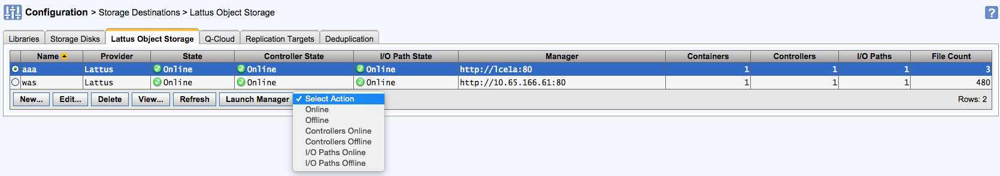 Configuration > Storage Destinations > Lattus Object Storage ?
Libraries Storage Disks Lattus Object Storage Q-Cloud Replication Targets Deduplication
Name Provider State Controller State I/O Path State Manager Containers Controllers I/O Paths File Count
aaa Lattus Online Online Online http://lce1a:80 1 1 1 3
was Lattus Online Online Online http://10.65.166.61:80 1 1 1 480
New... Edit... Delete View... Refresh Launch Manager ✓ Select Action Rows: 2
Online
Offline
Controllers Online
Controllers Offline
I/O Paths Online
I/O Paths Offline